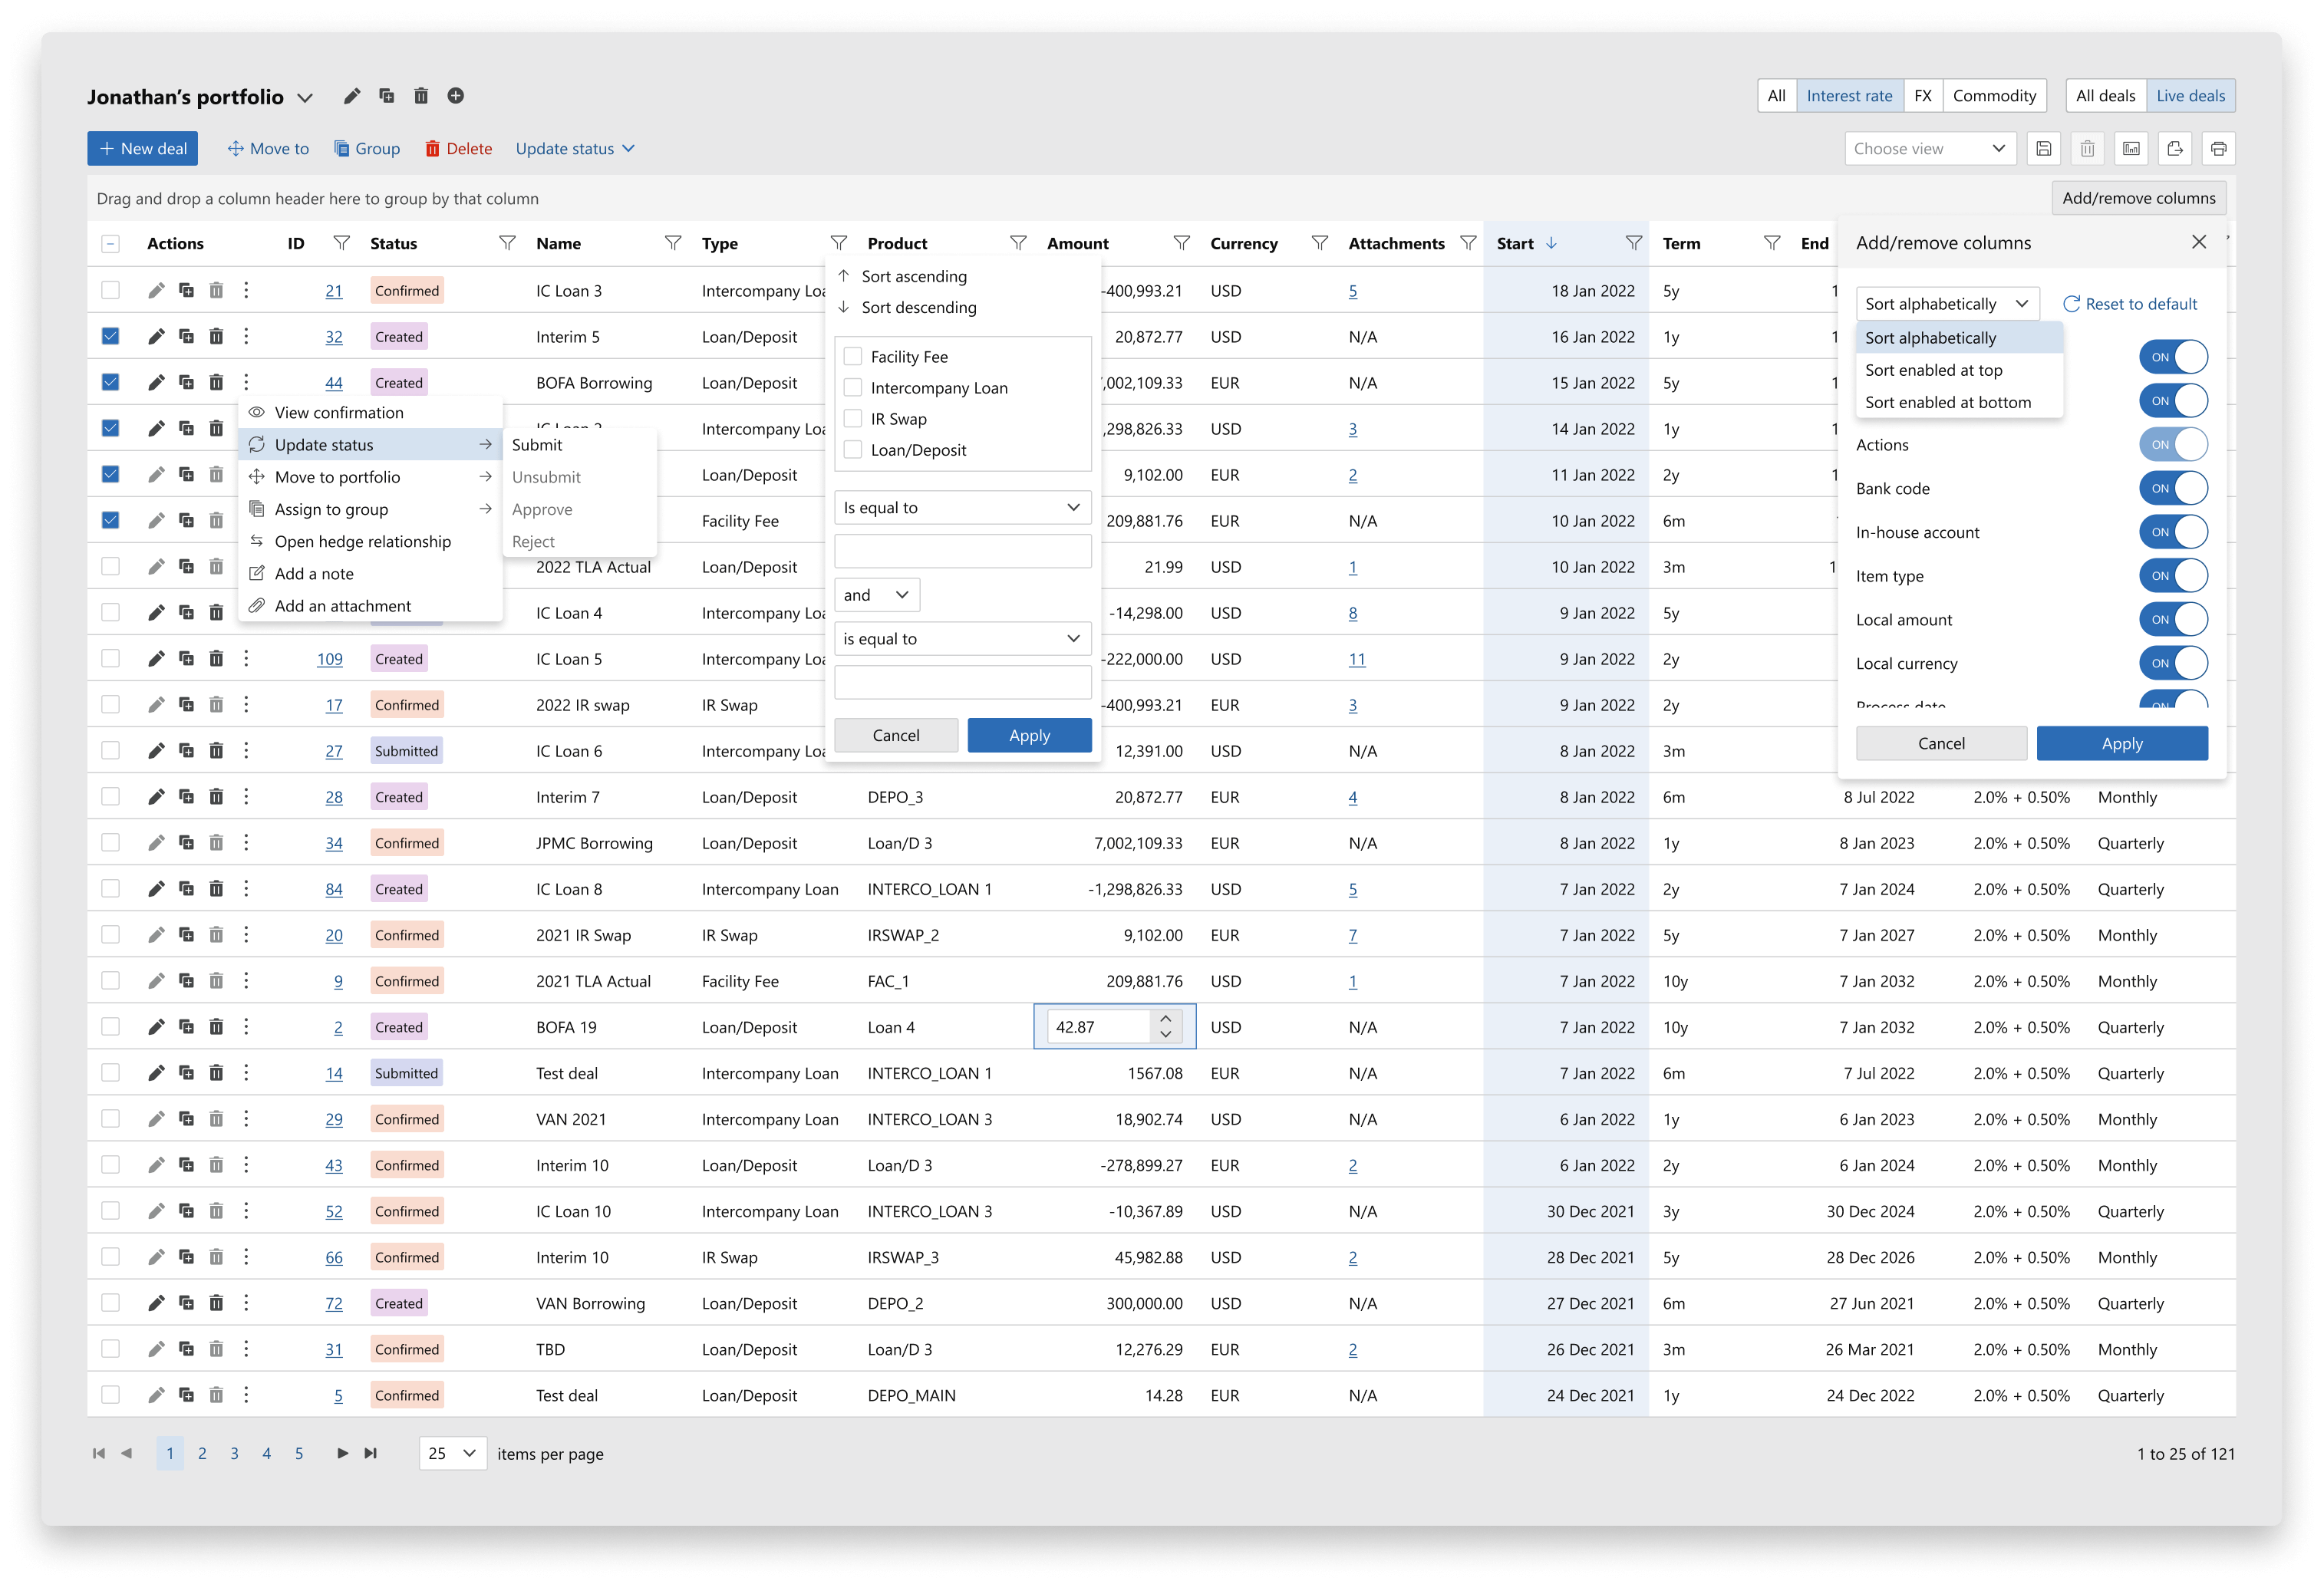 Jonathan's portfolio
All Interest rate FX Commodity All deals Live deals
New deal Move to Group Delete Update status Choose view
Drag and drop a column header here to group by that column Add/remove columns
Actions ID Status Name Type Product Amount Currency Attachments Start Term End
21 Confirmed IC Loan 3 Intercompany Loa -400,993.21 USD 5 18 Jan 2022 5y 1
32 Created Interim 5 Loan/Deposit 20,872.77 USD N/A 16 Jan 2022 1y 1
44 Created BOFA Borrowing Loan/Deposit ,002,109.33 EUR N/A 15 Jan 2022 5y 1
Intercompany Loa ,298,826.33 USD 3 14 Jan 2022 1y 1
Loan/Deposit 9,102.00 EUR 2 11 Jan 2022 2y 1
Facility Fee 209,881.76 EUR N/A 10 Jan 2022 6m
2022 TLA Actual Loan/Deposit 21.99 USD 1 10 Jan 2022 3m 1
IC Loan 4 Intercompany Loa -14,298.00 USD 8 9 Jan 2022 5y
109 Created IC Loan 5 Intercompany Loa -222,000.00 USD 11 9 Jan 2022 2y
17 Confirmed 2022 IR swap IR Swap -400,993.21 USD 3 9 Jan 2022 2y
27 Submitted IC Loan 6 Intercompany Loa 12,391.00 USD N/A 8 Jan 2022 3m
28 Created Interim 7 Loan/Deposit DEPO_3 20,872.77 EUR 4 8 Jan 2022 6m 8 Jul 2022 2.0% + 0.50% Monthly
34 Confirmed JPMC Borrowing Loan/Deposit Loan/D 3 7,002,109.33 EUR N/A 8 Jan 2022 1y 8 Jan 2023 2.0% + 0.50% Quarterly
84 Created IC Loan 8 Intercompany Loan INTERCO_LOAN 1 -1,298,826.33 USD 5 7 Jan 2022 2y 7 Jan 2024 2.0% + 0.50% Quarterly
20 Confirmed 2021 IR Swap IR Swap IRSWAP_2 9,102.00 EUR 7 7 Jan 2022 5y 7 Jan 2027 2.0% + 0.50% Monthly
9 Confirmed 2021 TLA Actual Facility Fee FAC_1 209,881.76 USD 1 7 Jan 2022 10y 7 Jan 2032 2.0% + 0.50% Monthly
2 Created BOFA 19 Loan/Deposit Loan 4 42.87 USD N/A 7 Jan 2022 10y 7 Jan 2032 2.0% + 0.50% Quarterly
14 Submitted Test deal Intercompany Loan INTERCO_LOAN 1 1567.08 EUR N/A 7 Jan 2022 6m 7 Jul 2022 2.0% + 0.50% Quarterly
29 Confirmed VAN 2021 Intercompany Loan INTERCO_LOAN 3 18,902.74 USD N/A 6 Jan 2022 1y 6 Jan 2023 2.0% + 0.50% Monthly
43 Confirmed Interim 10 Loan/Deposit Loan/D 3 -278,899.27 EUR 2 6 Jan 2022 2y 6 Jan 2024 2.0% + 0.50% Monthly
52 Confirmed IC Loan 10 Intercompany Loan INTERCO_LOAN 3 -10,367.89 USD N/A 30 Dec 2021 3y 30 Dec 2024 2.0% + 0.50% Quarterly
66 Confirmed Interim 10 IR Swap IRSWAP_3 45,982.88 USD 2 28 Dec 2021 5y 28 Dec 2026 2.0% + 0.50% Monthly
72 Created VAN Borrowing Loan/Deposit DEPO_2 300,000.00 USD N/A 27 Dec 2021 6m 27 Jun 2021 2.0% + 0.50% Quarterly
31 Confirmed TBD Loan/Deposit Loan/D 3 12,276.29 EUR 2 26 Dec 2021 3m 26 Mar 2021 2.0% + 0.50% Monthly
5 Confirmed Test deal Loan/Deposit DEPO_MAIN 14.28 EUR N/A 24 Dec 2021 1y 24 Dec 2022 2.0% + 0.50% Quarterly
View confirmation
Update status
Move to portfolio
Assign to group
Open hedge relationship
Add a note
Add an attachment
Submit
Unsubmit
Approve
Reject
Sort ascending
Sort descending
Facility Fee
Intercompany Loan
IR Swap
Loan/Deposit
Is equal to
and
is equal to
Cancel Apply
Add/remove columns
Sort alphabetically Reset to default
Sort alphabetically
Sort enabled at top
Sort enabled at bottom
ON
ON
Actions ON
Bank code ON
In-house account ON
Item type ON
Local amount ON
Local currency ON
Process date ON
Cancel Apply
1 2 3 4 5 25 items per page 1 to 25 of 121